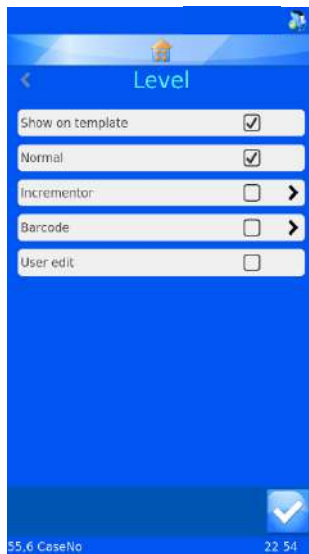 Level
Show on template
Normal
Incrementor
Barcode
User edit
55,6 CaseNo 22 54